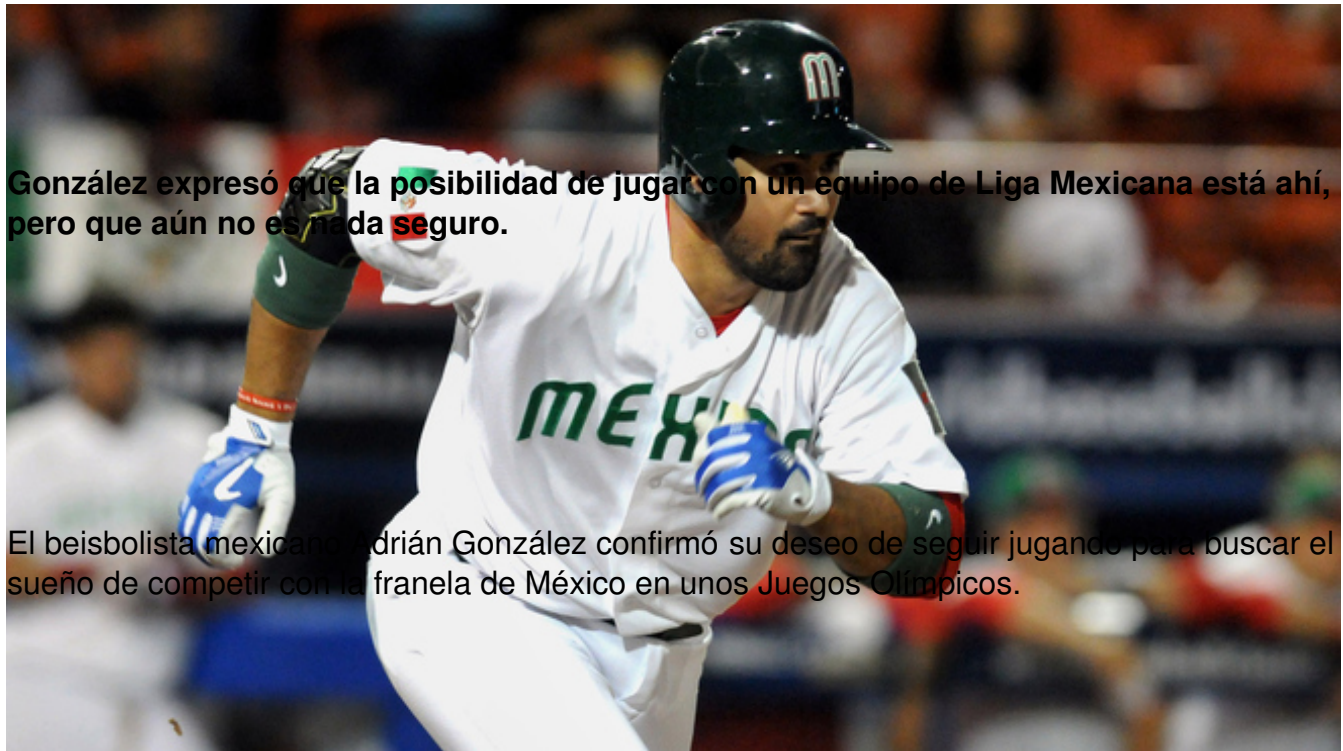 m
González expresó que la posibilidad de jugar con un equipo de Liga Mexicana está ahí,
pero que aún no es nada seguro.
MEXICO
El beisbolista mexicano Adrián González confirmó su deseo de seguir jugando para buscar el
sueño de competir con la franela de México en unos Juegos Olímpicos.